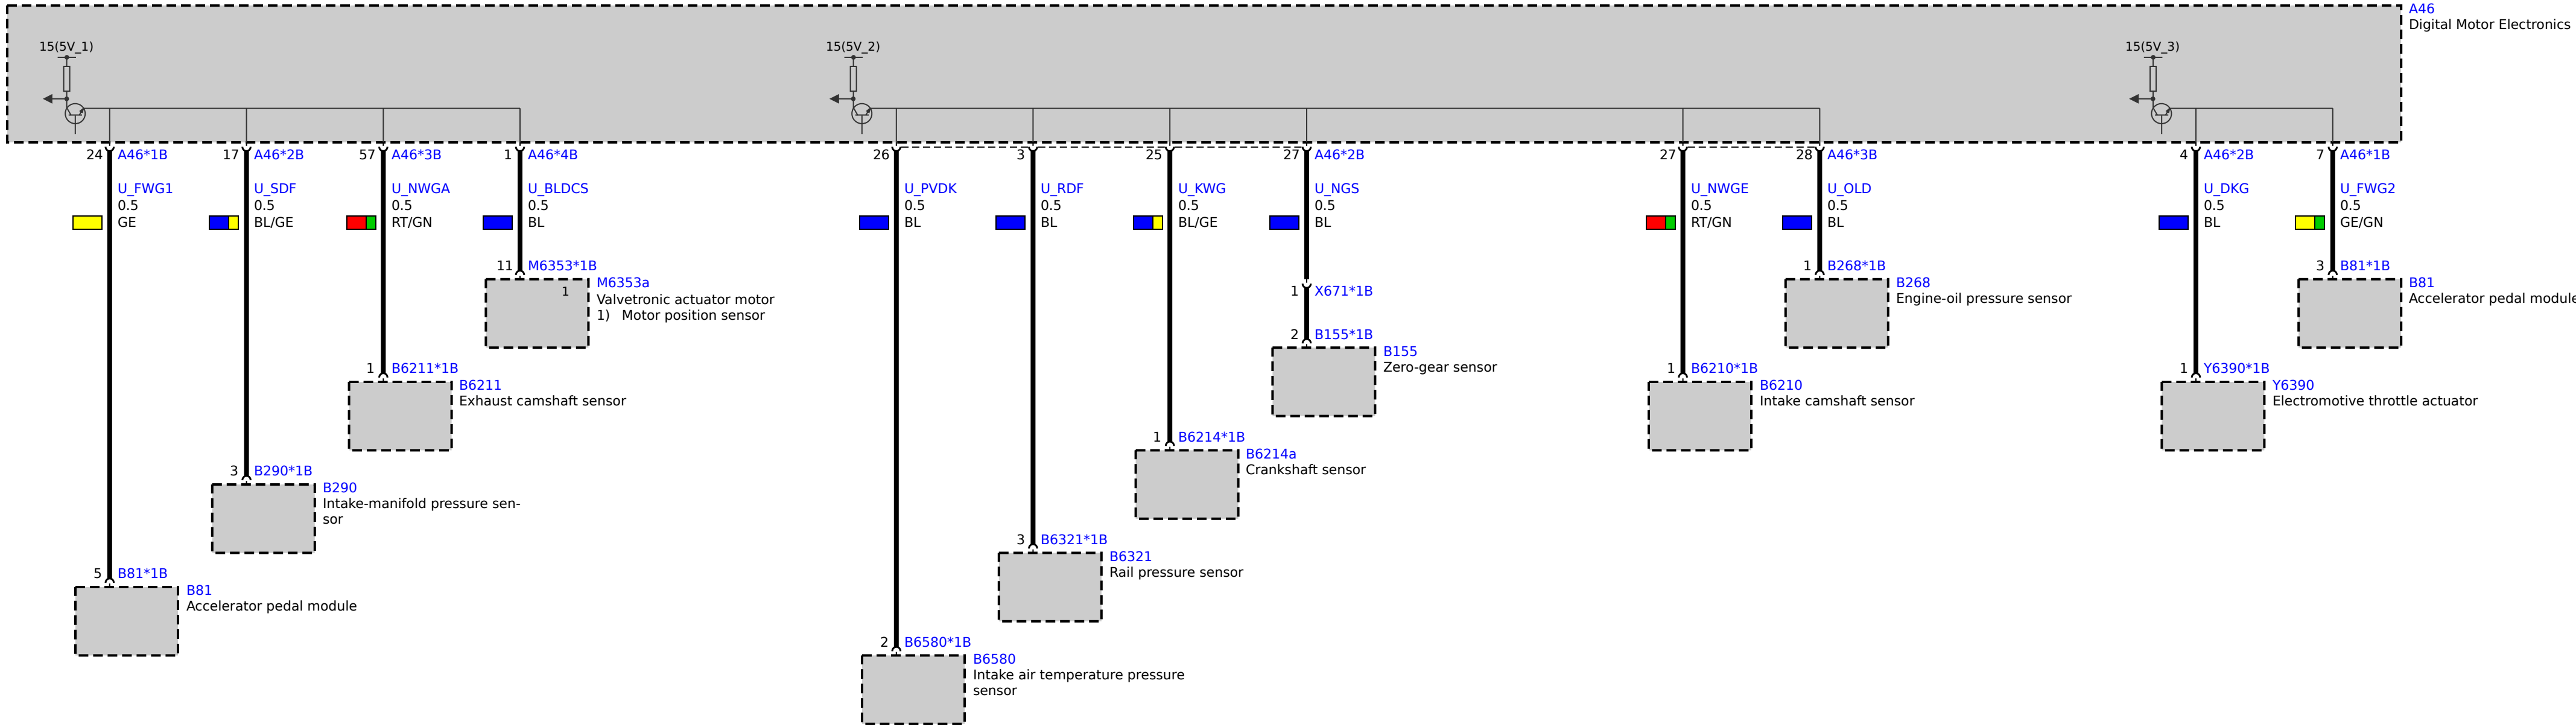 A46
Digital Motor Electronics
15(5V_1)
15(5V_2)
15(5V_3)
24 A46*1B
17 A46*2B
57 A46*3B
1 A46*4B
26
3
25
27 A46*2B
27
28 A46*3B
4 A46*2B
7 A46*1B
U_FWG1
0.5
GE
U_SDF
0.5
BL/GE
U_NWGA
0.5
RT/GN
U_BLDCS
0.5
BL
U_PVDK
0.5
BL
U_RDF
0.5
BL
U_KWG
0.5
BL/GE
U_NGS
0.5
BL
U_NWGE
0.5
RT/GN
U_OLD
0.5
BL
U_DKG
0.5
BL
U_FWG2
0.5
GE/GN
11 M6353*1B
1
M6353a
Valvetronic actuator motor
1) Motor position sensor
1 X671*1B
2 B155*1B
B155
Zero-gear sensor
1 B268*1B
B268
Engine-oil pressure sensor
3 B81*1B
B81
Accelerator pedal module
1 B6211*1B
B6211
Exhaust camshaft sensor
1 B6210*1B
B6210
Intake camshaft sensor
1 Y6390*1B
Y6390
Electromotive throttle actuator
1 B6214*1B
B6214a
Crankshaft sensor
3 B290*1B
B290
Intake-manifold pressure sen-
sor
3 B6321*1B
B6321
Rail pressure sensor
5 B81*1B
B81
Accelerator pedal module
2 B6580*1B
B6580
Intake air temperature pressure
sensor